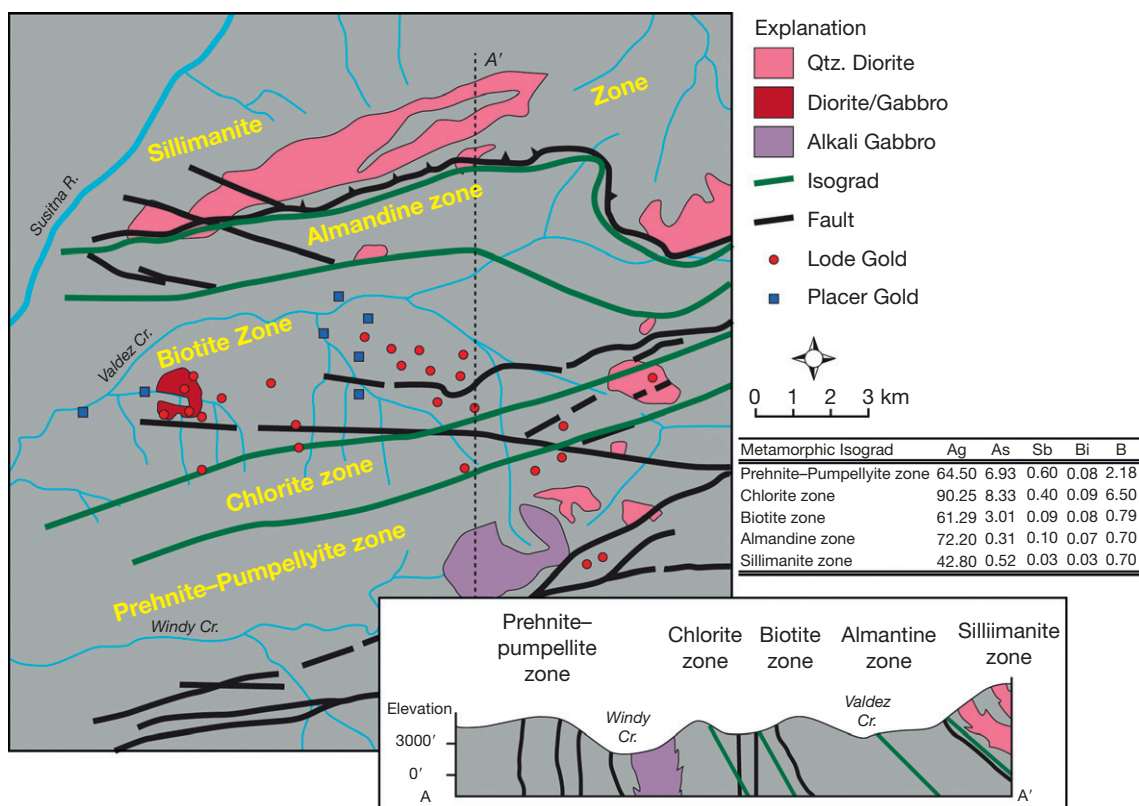 A'
Sillimanite
Zone
Susitna R.
Almandine zone
Valdez Cr.
Biotite Zone
Chlorite zone
Prehnite–Pumpellyite zone
Windy Cr.
Explanation
Qtz. Diorite
Diorite/Gabbro
Alkali Gabbro
Isograd
Fault
Lode Gold
Placer Gold
0 1 2 3 km
Metamorphic Isograd Ag As Sb Bi B
Prehnite–Pumpellyite zone 64.50 6.93 0.60 0.08 2.18
Chlorite zone 90.25 8.33 0.40 0.09 6.50
Biotite zone 61.29 3.01 0.09 0.08 0.79
Almandine zone 72.20 0.31 0.10 0.07 0.70
Sillimanite zone 42.80 0.52 0.03 0.03 0.70
Prehnite–
pumpellite
zone
Chlorite
zone
Biotite
zone
Almantine
zone
Silliimanite
zone
Elevation
3000'
0'
A
Windy
Cr.
Valdez
Cr.
A'